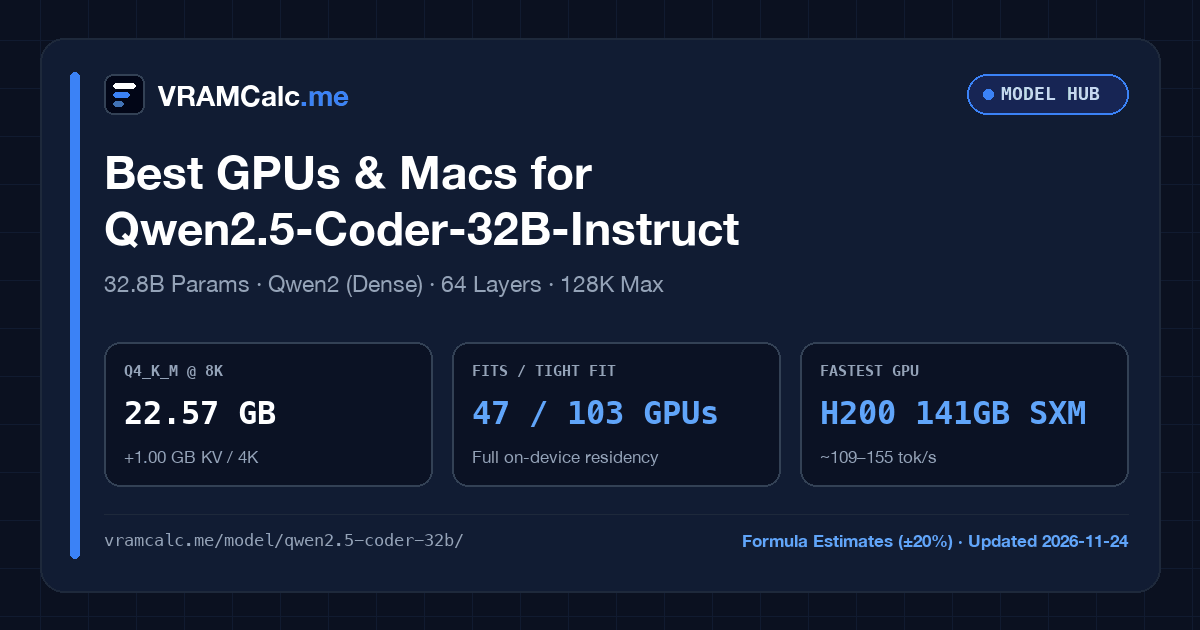 VRAMCalc.me
MODEL HUB
Best GPUs & Macs for
Qwen2.5-Coder-32B-Instruct
32.8B Params · Qwen2 (Dense) · 64 Layers · 128K Max
Q4_K_M @ 8K
22.57 GB
+1.00 GB KV / 4K
FITS / TIGHT FIT
47 / 103 GPUs
Full on-device residency
FASTEST GPU
H200 141GB SXM
~109–155 tok/s
vramcalc.me/model/qwen2.5-coder-32b/
Formula Estimates (±20%) · Updated 2026-11-24